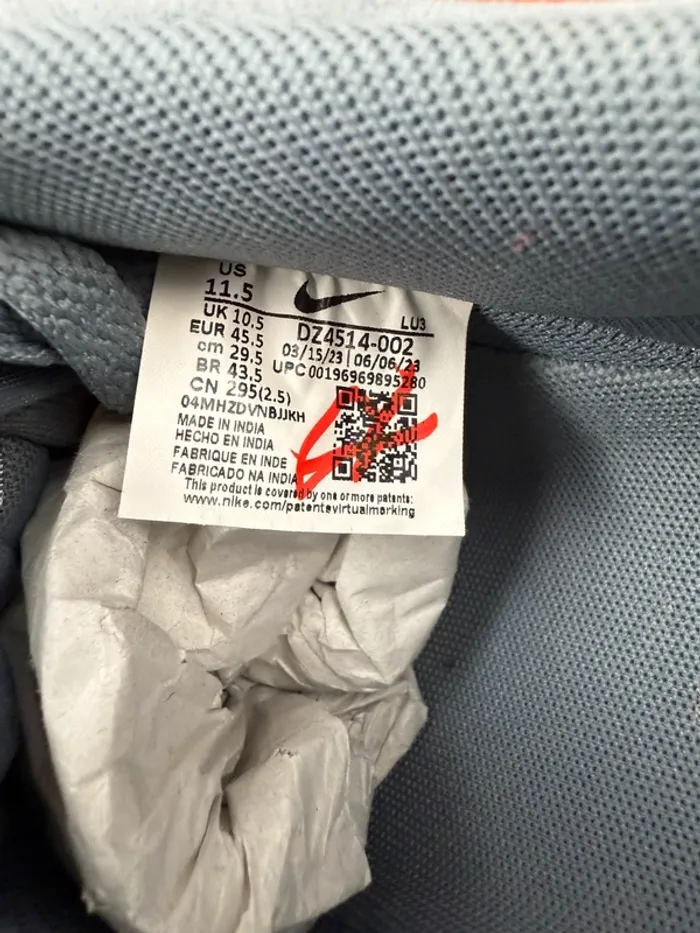 US
11.5
UK 10.5
EUR 45.5
cm 29.5
BR 43.5
CN 295(2.5)
04MHZDVNBJJKH
LU3
DZ4514-002
03/15/23 | 06/06/23
UPC 00196969895280
MADE IN INDIA
HECHO EN INDIA
FABRIQUE EN INDE
FABRICADO NA INDIA
This product is covered by one or more patents:
www.nike.com/patentsvirtualmarking